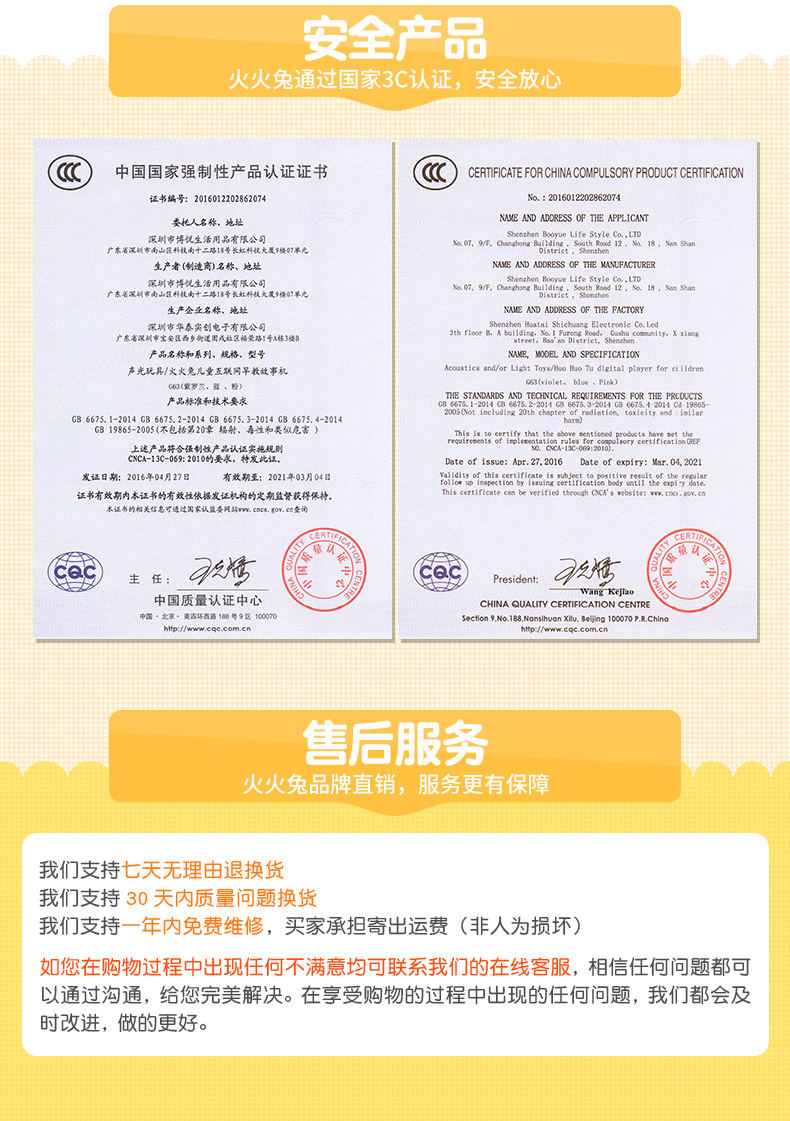 安全产品
火火兔通过国家3C认证，安全放心
中国国家强制性产品认证证书
证书编号: 2016012202862074
委托人名称、地址
深圳市博悦生活用品有限公司
广东省深圳市南山区科技南十二路18号长虹科技大厦9楼07单元
生产者(制造商)名称、地址
深圳市博悦生活用品有限公司
广东省深圳市南山区科技南十二路18号长虹科技大厦9楼07单元
生产企业名称、地址
深圳市华泰实创电子有限公司
广东省深圳市宝安区西乡街道固戍社区福荣路1号A栋3楼B
产品名称和系列、规格、型号
声光玩具/火火兔儿童互联网早教故事机
G63(紫罗兰、蓝 、粉)
产品标准和技术要求
GB 6675.1-2014 GB 6675.2-2014 GB 6675.3-2014 GB 6675.4-2014
GB 19865-2005(不包括第20章 辐射、毒性和类似危害 )
上述产品符合强制性产品认证实施规则
CNCA-13C-069:2010的要求，特发此证。
发证日期: 2016年04月27日 有效期至: 2021年03月04日
证书有效期内本证书的有效性依据发证机构的定期监督获得保持。
本证书的相关信息可通过国家认监委网站www.cnca.gov.cn查询
CQC
主 任：
中国质量认证中心
CHINA QUALITY CERTIFICATION CENTRE
中国质量认证中心
中国・北京・南四环西路 188 号 9 区 100070
http://www.cqc.com.cn
CERTIFICATE FOR CHINA COMPULSORY PRODUCT CERTIFICATION
No. : 2016012202862074
NAME AND ADDRESS OF THE APPLICANT
Shenzhen Booyue Life Style Co.,LTD
No.07, 9/F, Changhong Building , South Road 12 , No. 18 , Nan Shan
District , Shenzhen
NAME AND ADDRESS OF THE MANUFACTURER
Shenzhen Booyue Life Style Co.,LTD
No.07, 9/F, Changhong Building , South Road 12 , No. 18 , Nan Shan
District , Shenzhen
NAME AND ADDRESS OF THE FACTORY
Shenzhen Huatai Shichuang Electronic Co.Led
3th floor B, A building, No.1 Furong Road, Gushu community, X xiang
street, Bao'an District, Shenzhen
NAME, MODEL AND SPECIFICATION
Acoustics and/or Light Toys/Huo Huo Tu digital player for children
G63(violet、 blue 、Pink)
THE STANDARDS AND TECHNICAL REQUIREMENTS FOR THE PRODUCTS
GB 6675.1-2014 GB 6675.2-2014 GB 6675.3-2014 GB 6675.4-2014 GB 19865-
2005(Not including 20th chapter of radiation, toxicity and similar
harm)
This is to certify that the above mentioned products have met the
requirements of implementation rules for compulsory certification(REF
NO. CNCA-13C-069:2010).
Date of issue: Apr.27,2016 Date of expiry: Mar.04,2021
Validity of this certificate is subject to positive result of the regular
follow up inspection by issuing certification body until the expiry date.
This certificate can be verified through CNCA's website: www.cnca.gov.cn
CQC
President:
Wang Kejiao
CHINA QUALITY CERTIFICATION CENTRE
中国质量认证中心
CHINA QUALITY CERTIFICATION CENTRE
Section 9,No.188,Nansihuan Xilu, Beijing 100070 P.R.China
http://www.cqc.com.cn
售后服务
火火兔品牌直销，服务更有保障
我们支持七天无理由退换货
我们支持 30 天内质量问题换货
我们支持一年内免费维修，买家承担寄出运费（非人为损坏）
如您在购物过程中出现任何不满意均可联系我们的在线客服，相信任何问题都可
以通过沟通，给您完美解决。在享受购物的过程中出现的任何问题，我们都会及
时改进，做的更好。